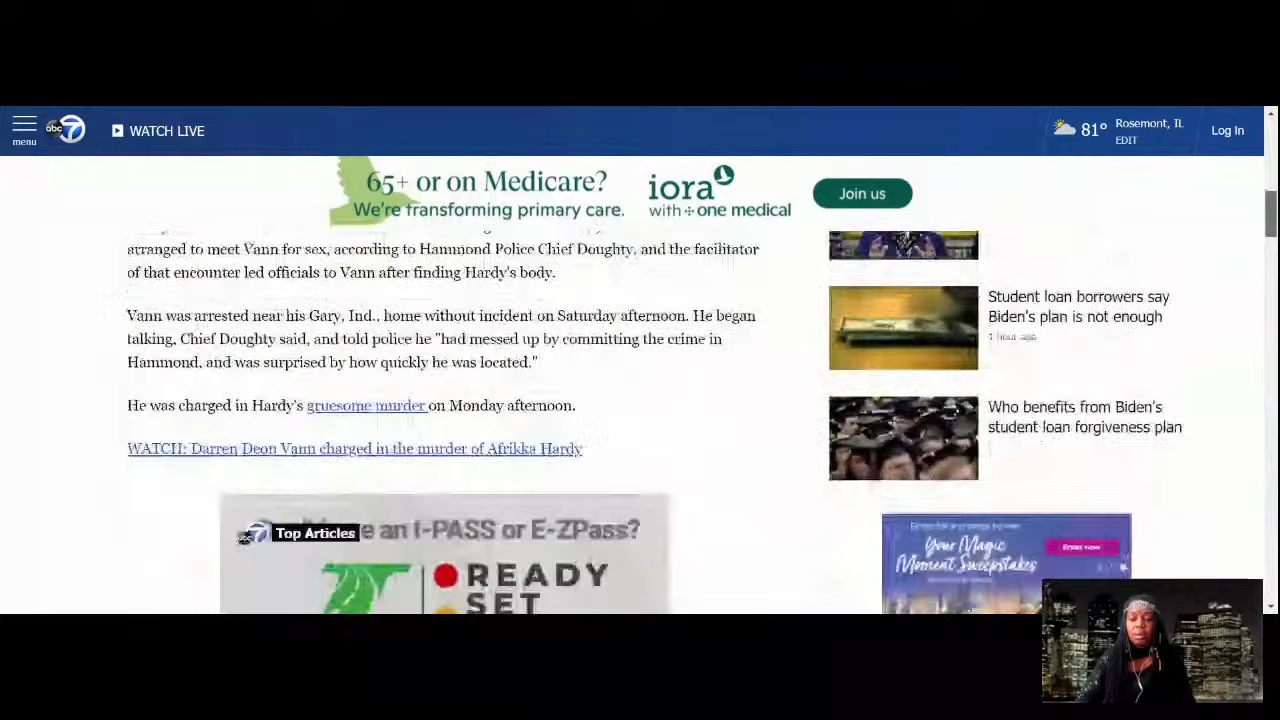 menu
abc 7
WATCH LIVE
81°
Rosemont, IL
EDIT
Log In
65+ or on Medicare?
We're transforming primary care.
iora
with one medical
Join us
arranged to meet Vann for sex, according to Hammond Police Chief Doughty, and the facilitator
of that encounter led officials to Vann after finding Hardy's body.
Vann was arrested near his Gary, Ind., home without incident on Saturday afternoon. He began
talking, Chief Doughty said, and told police he "had messed up by committing the crime in
Hammond, and was surprised by how quickly he was located."
He was charged in Hardy's gruesome murder on Monday afternoon.
WATCH: Darren Deon Vann charged in the murder of Afrikka Hardy
Top Articles
e an I-PASS or E-ZPass?
READY
SET
Student loan borrowers say
Biden's plan is not enough
1 hour ago
Who benefits from Biden's
student loan forgiveness plan
Your Magic
Moment Sweepstakes
Enter now